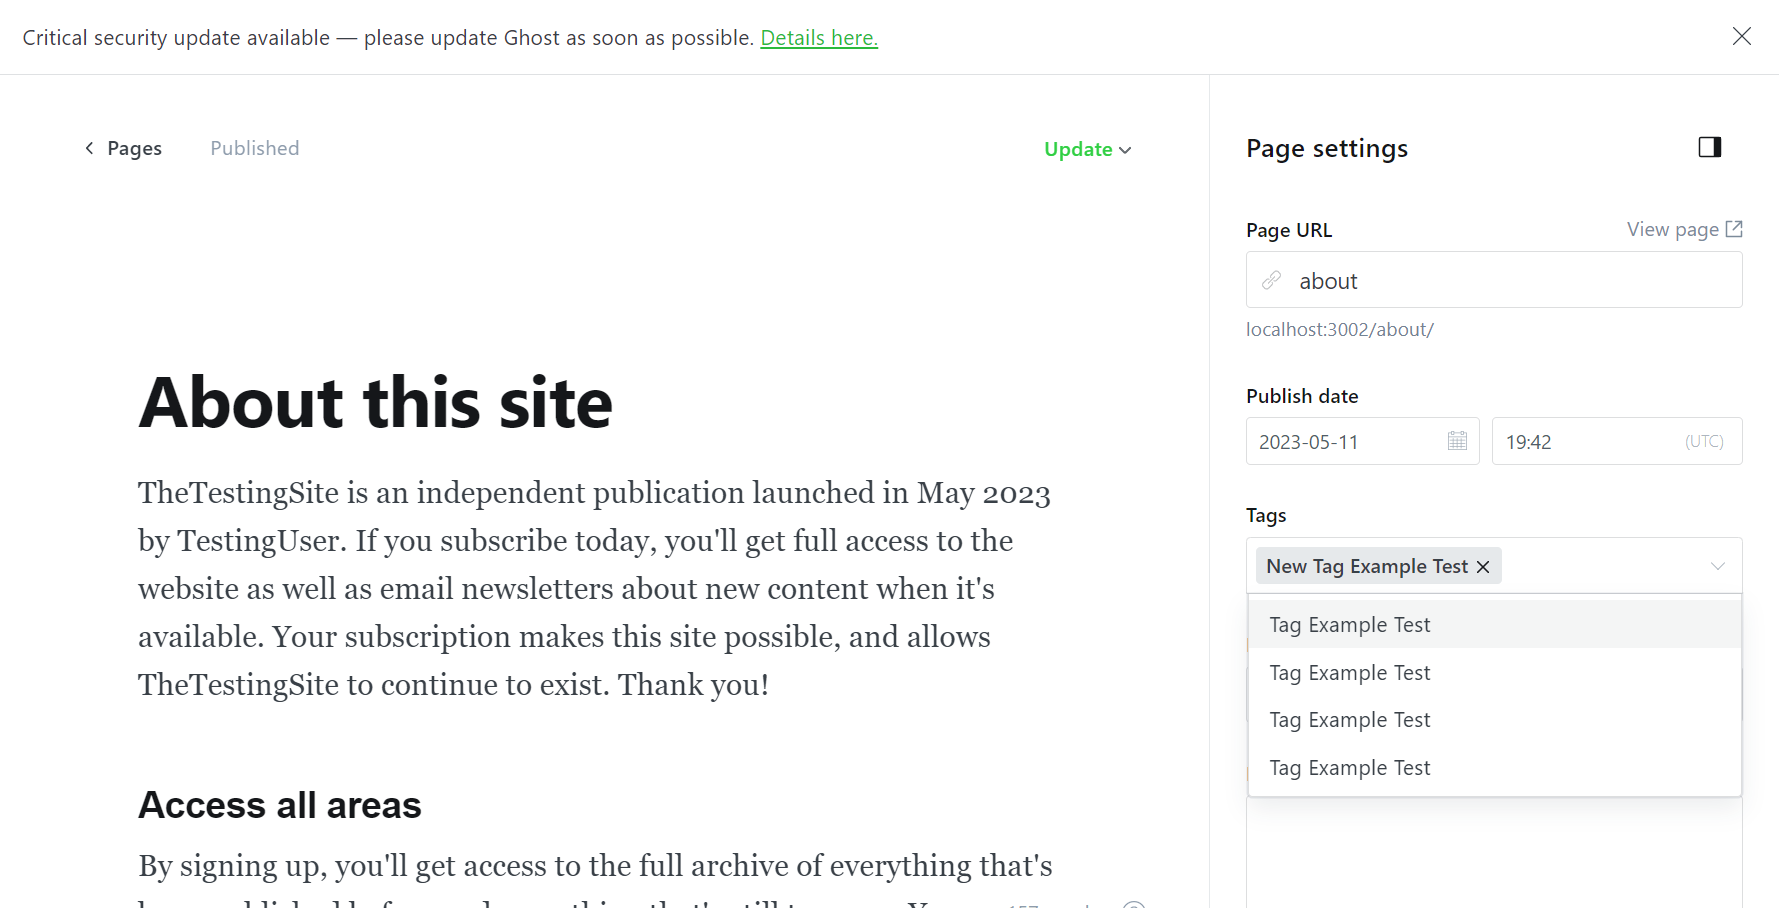 Critical security update available — please update Ghost as soon as possible. Details here.
Pages
Published
Update
About this site
TheTestingSite is an independent publication launched in May 2023
by TestingUser. If you subscribe today, you'll get full access to the
website as well as email newsletters about new content when it's
available. Your subscription makes this site possible, and allows
TheTestingSite to continue to exist. Thank you!
Access all areas
By signing up, you'll get access to the full archive of everything that's
Page settings
Page URL
View page
about
localhost:3002/about/
Publish date
2023-05-11
19:42
(UTC)
Tags
New Tag Example Test
Tag Example Test
Tag Example Test
Tag Example Test
Tag Example Test